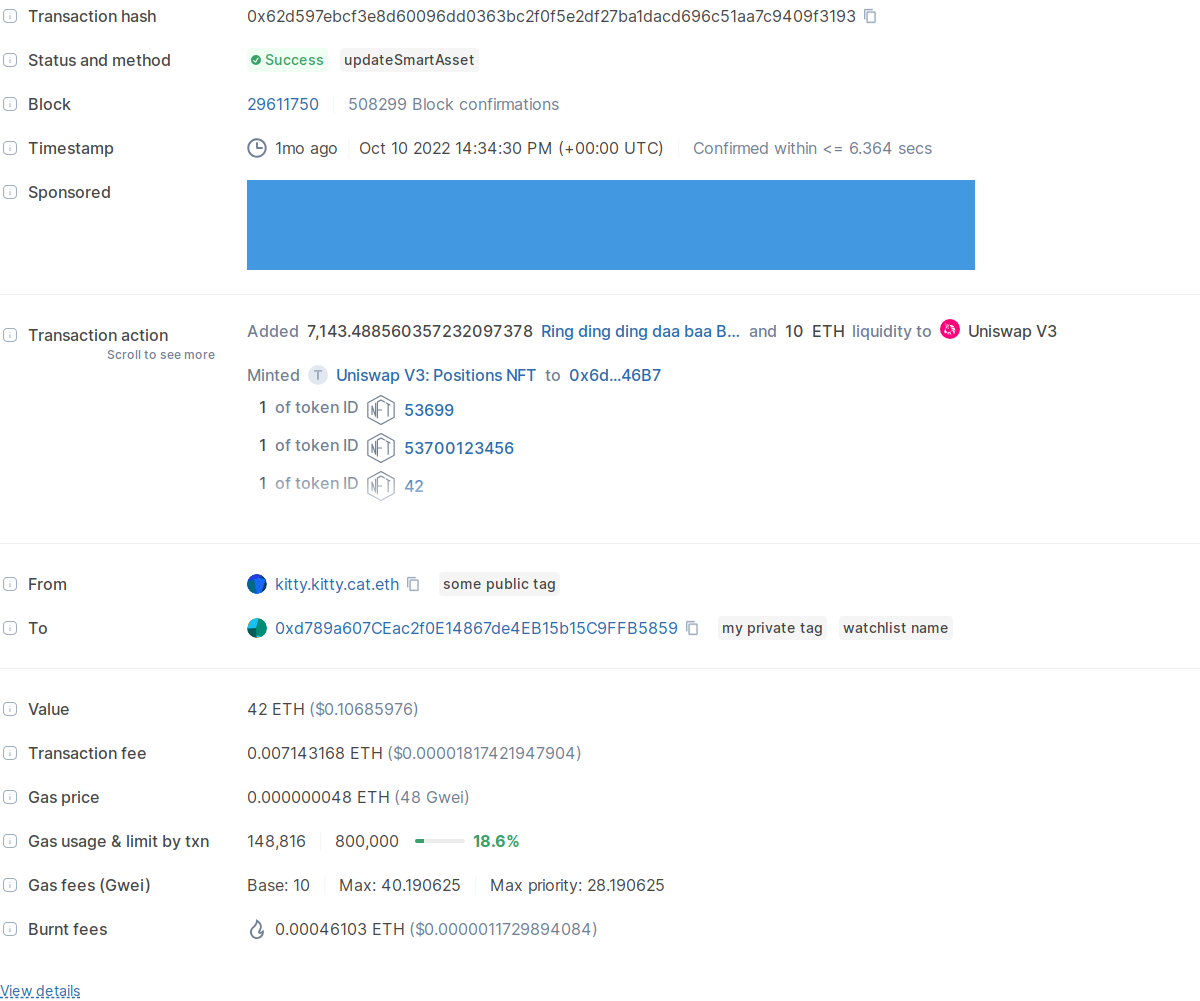 Transaction hash 0x62d597ebcf3e8d60096dd0363bc2f0f5e2df27ba1dacd696c51aa7c9409f3193
Status and method Success updateSmartAsset
Block 29611750 508299 Block confirmations
Timestamp 1mo ago Oct 10 2022 14:34:30 PM (+00:00 UTC) Confirmed within <= 6.364 secs
Sponsored
Transaction action Added 7,143.488560357232097378 Ring ding ding daa baa B... and 10 ETH liquidity to Uniswap V3
Scroll to see more
Minted T Uniswap V3: Positions NFT to 0x6d...46B7
1 of token ID NFT 53699
1 of token ID NFT 53700123456
1 of token ID NFT 42
From kitty.kitty.cat.eth some public tag
To 0xd789a607CEac2f0E14867de4EB15b15C9FFB5859 my private tag watchlist name
Value 42 ETH ($0.10685976)
Transaction fee 0.007143168 ETH ($0.00001817421947904)
Gas price 0.000000048 ETH (48 Gwei)
Gas usage & limit by txn 148,816 800,000 18.6%
Gas fees (Gwei) Base: 10 Max: 40.190625 Max priority: 28.190625
Burnt fees 0.00046103 ETH ($0.0000011729894084)
View details